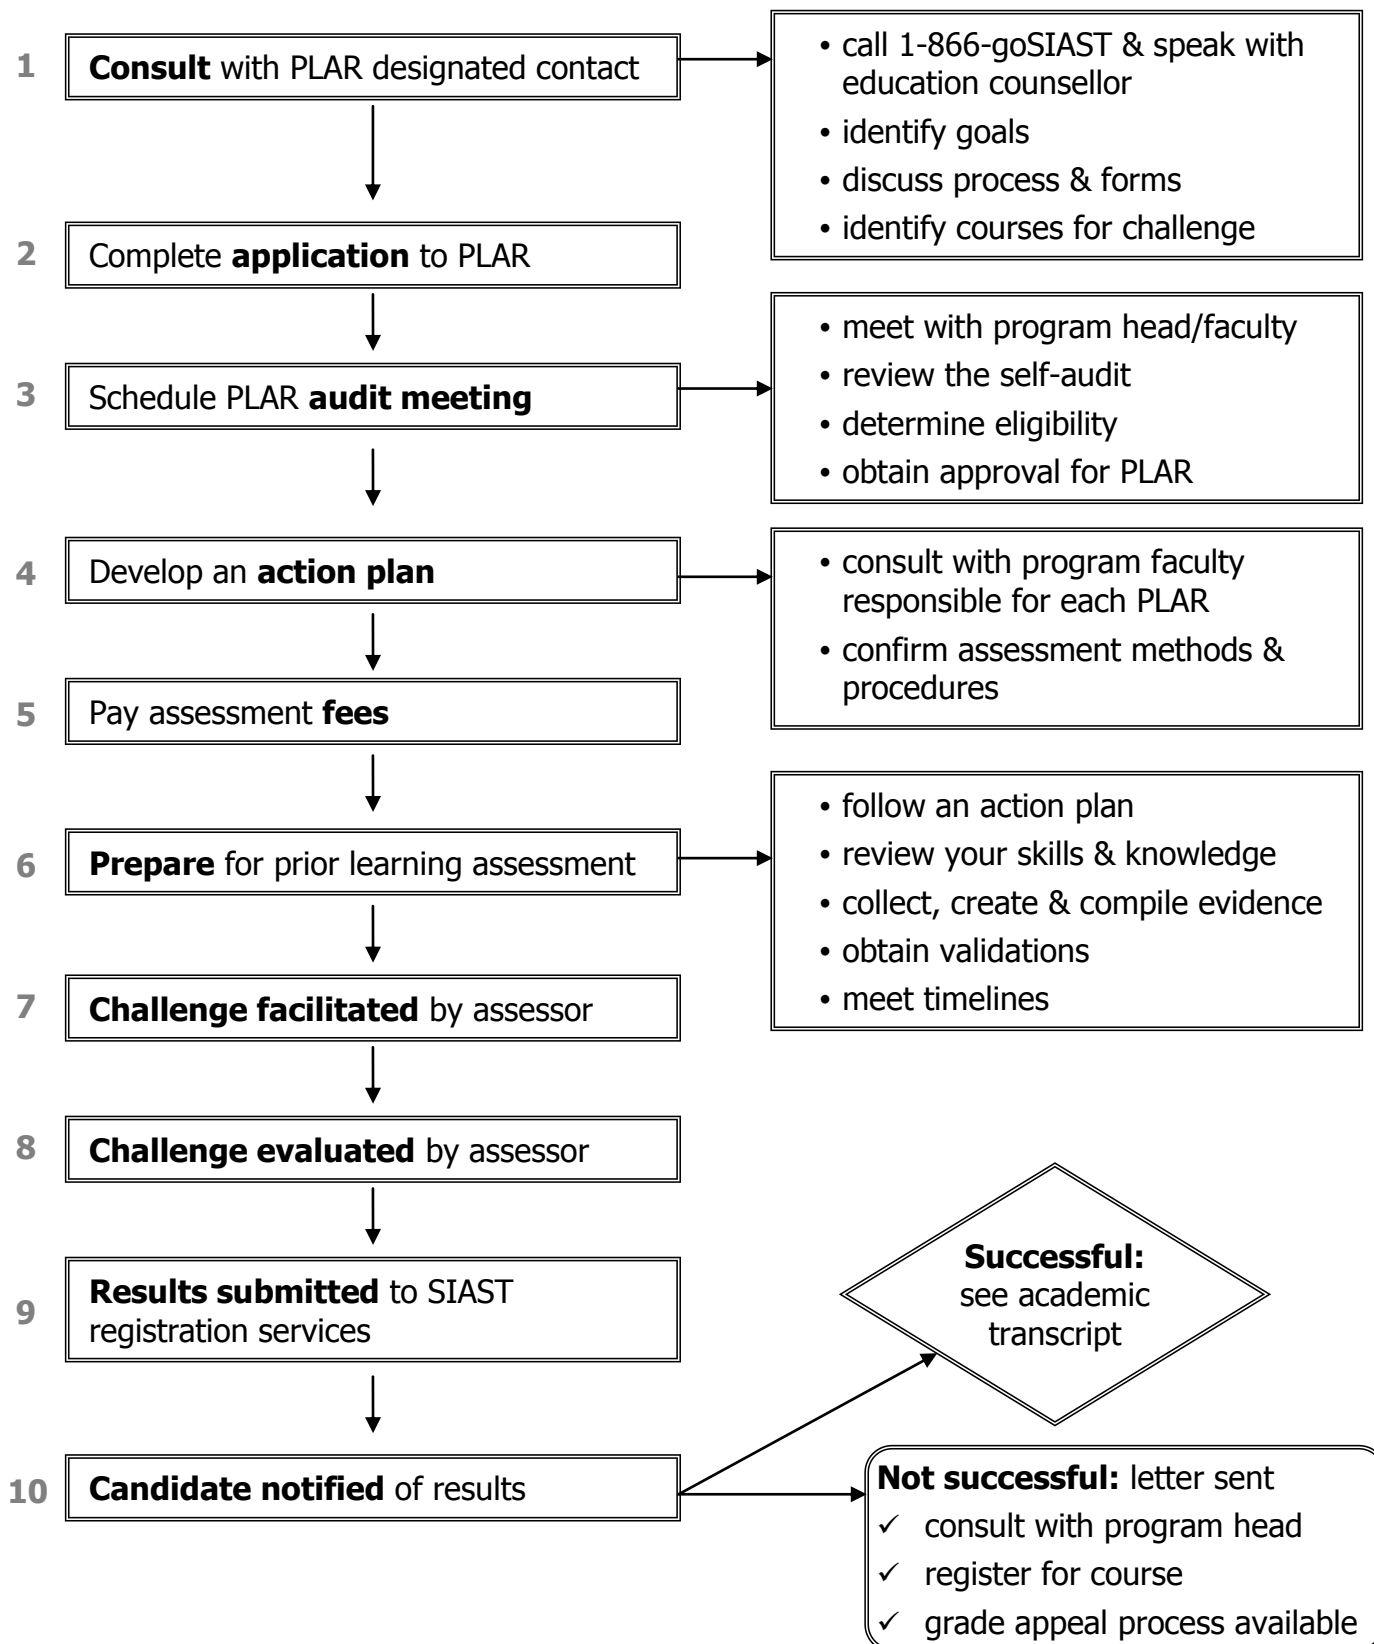 1
Consult with PLAR designated contact
• call 1-866-goSIAST & speak with
education counsellor
• identify goals
• discuss process & forms
• identify courses for challenge
2
Complete application to PLAR
3
Schedule PLAR audit meeting
• meet with program head/faculty
• review the self-audit
• determine eligibility
• obtain approval for PLAR
4
Develop an action plan
• consult with program faculty
responsible for each PLAR
• confirm assessment methods &
procedures
5
Pay assessment fees
6
Prepare for prior learning assessment
• follow an action plan
• review your skills & knowledge
• collect, create & compile evidence
• obtain validations
• meet timelines
7
Challenge facilitated by assessor
8
Challenge evaluated by assessor
9
Results submitted to SIAST
registration services
10
Candidate notified of results
Successful:
see academic
transcript
Not successful: letter sent
✓ consult with program head
✓ register for course
✓ grade appeal process available